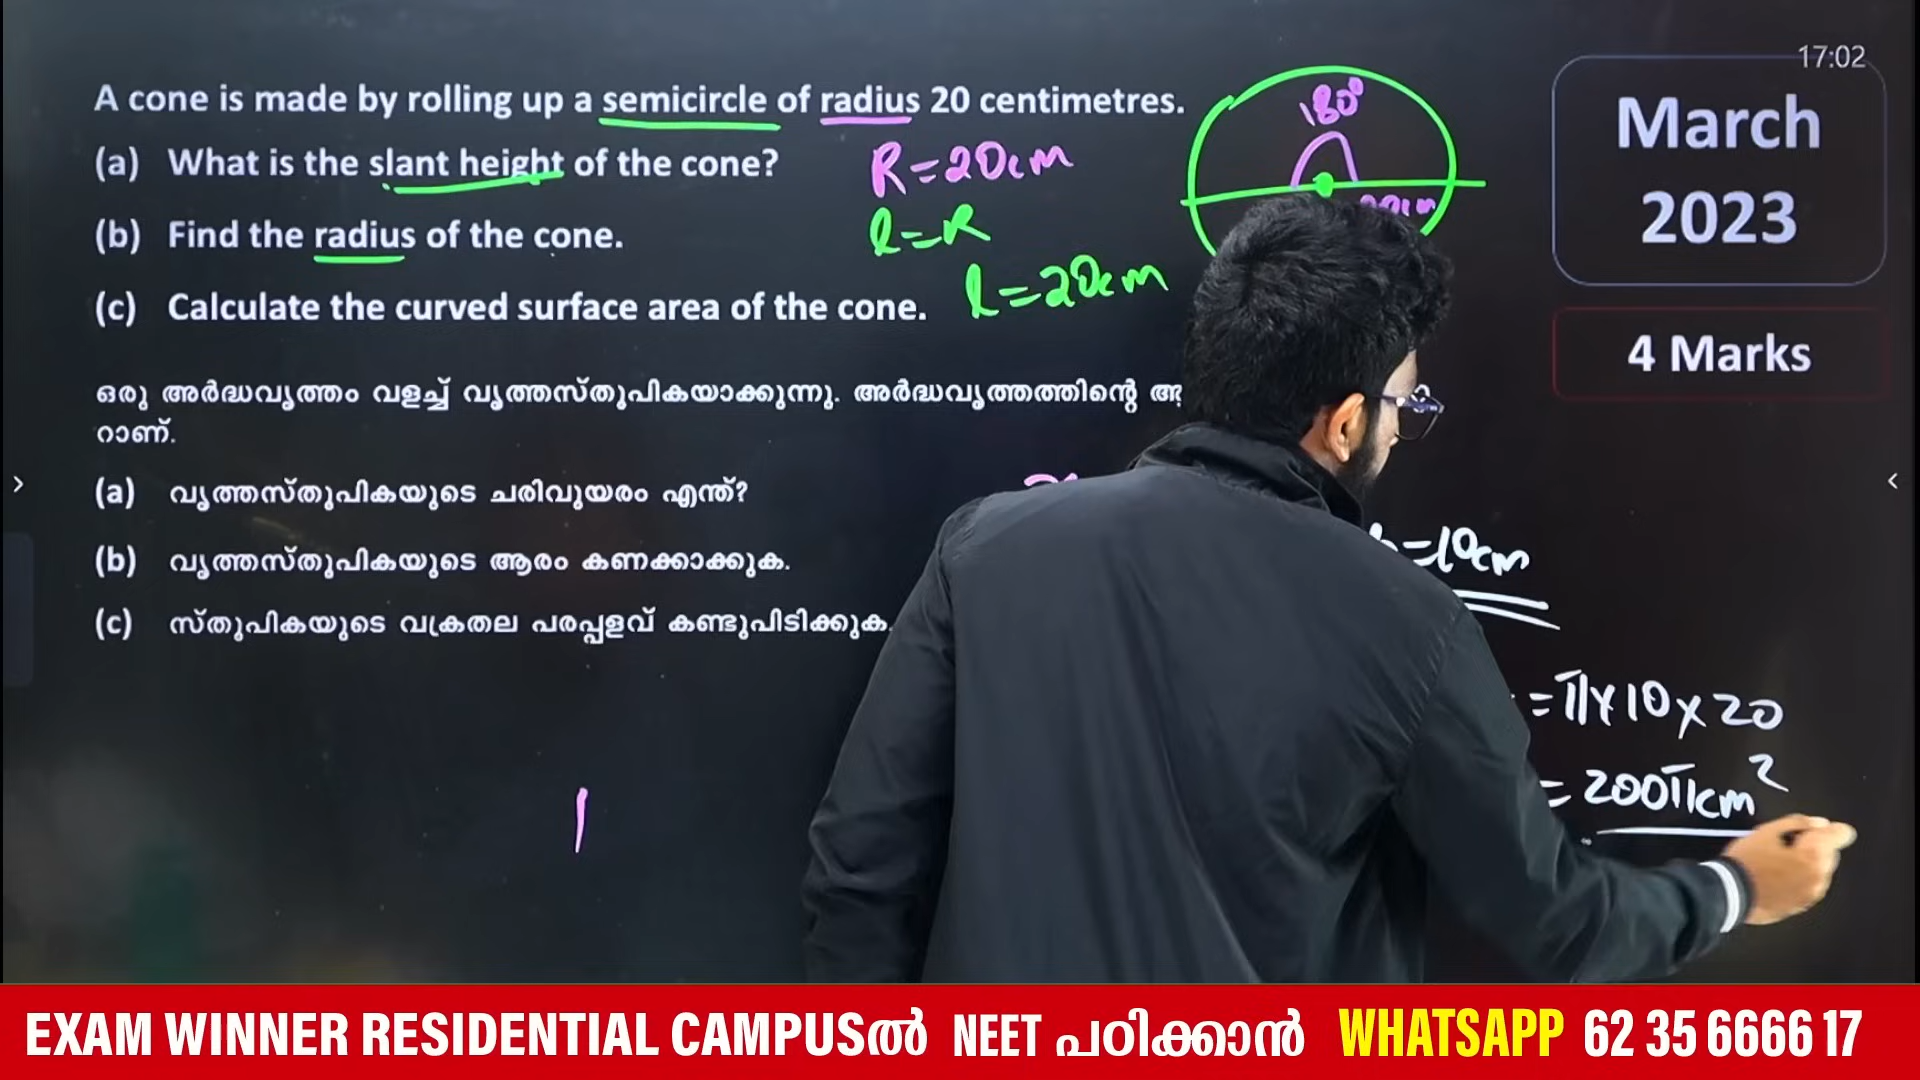 17:02
A cone is made by rolling up a semicircle of radius 20 centimetres.
(a) What is the slant height of the cone?
(b) Find the radius of the cone.
(c) Calculate the curved surface area of the cone.
R=20cm
l=R
l=20cm
180°
20cm
March
2023
4 Marks
ഒരു അർദ്ധവൃത്തം വളച്ച് വൃത്തസ്തൂപികയാക്കുന്നു. അർദ്ധവൃത്തത്തിന്റെ
റാണ്.
(a) വൃത്തസ്തൂപികയുടെ ചരിവുയരം എന്ത്?
(b) വൃത്തസ്തൂപികയുടെ ആരം കണക്കാക്കുക.
(c) സ്തൂപികയുടെ വക്രതല പരപ്പളവ് കണ്ടുപിടിക്കുക.
=10cm
=π×10×20
=200πcm²
EXAM WINNER RESIDENTIAL CAMPUSൽ NEET പഠിക്കാൻ WHATSAPP 62 35 6666 17